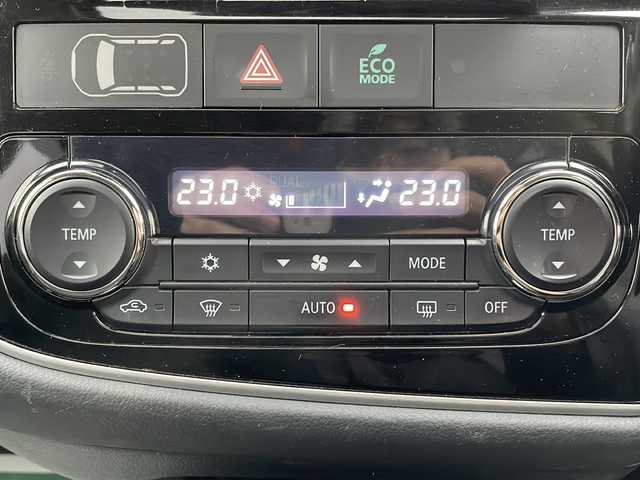 ECO
MODE
23.0 23.0
TEMP
TEMP
MODE
AUTO
OFF